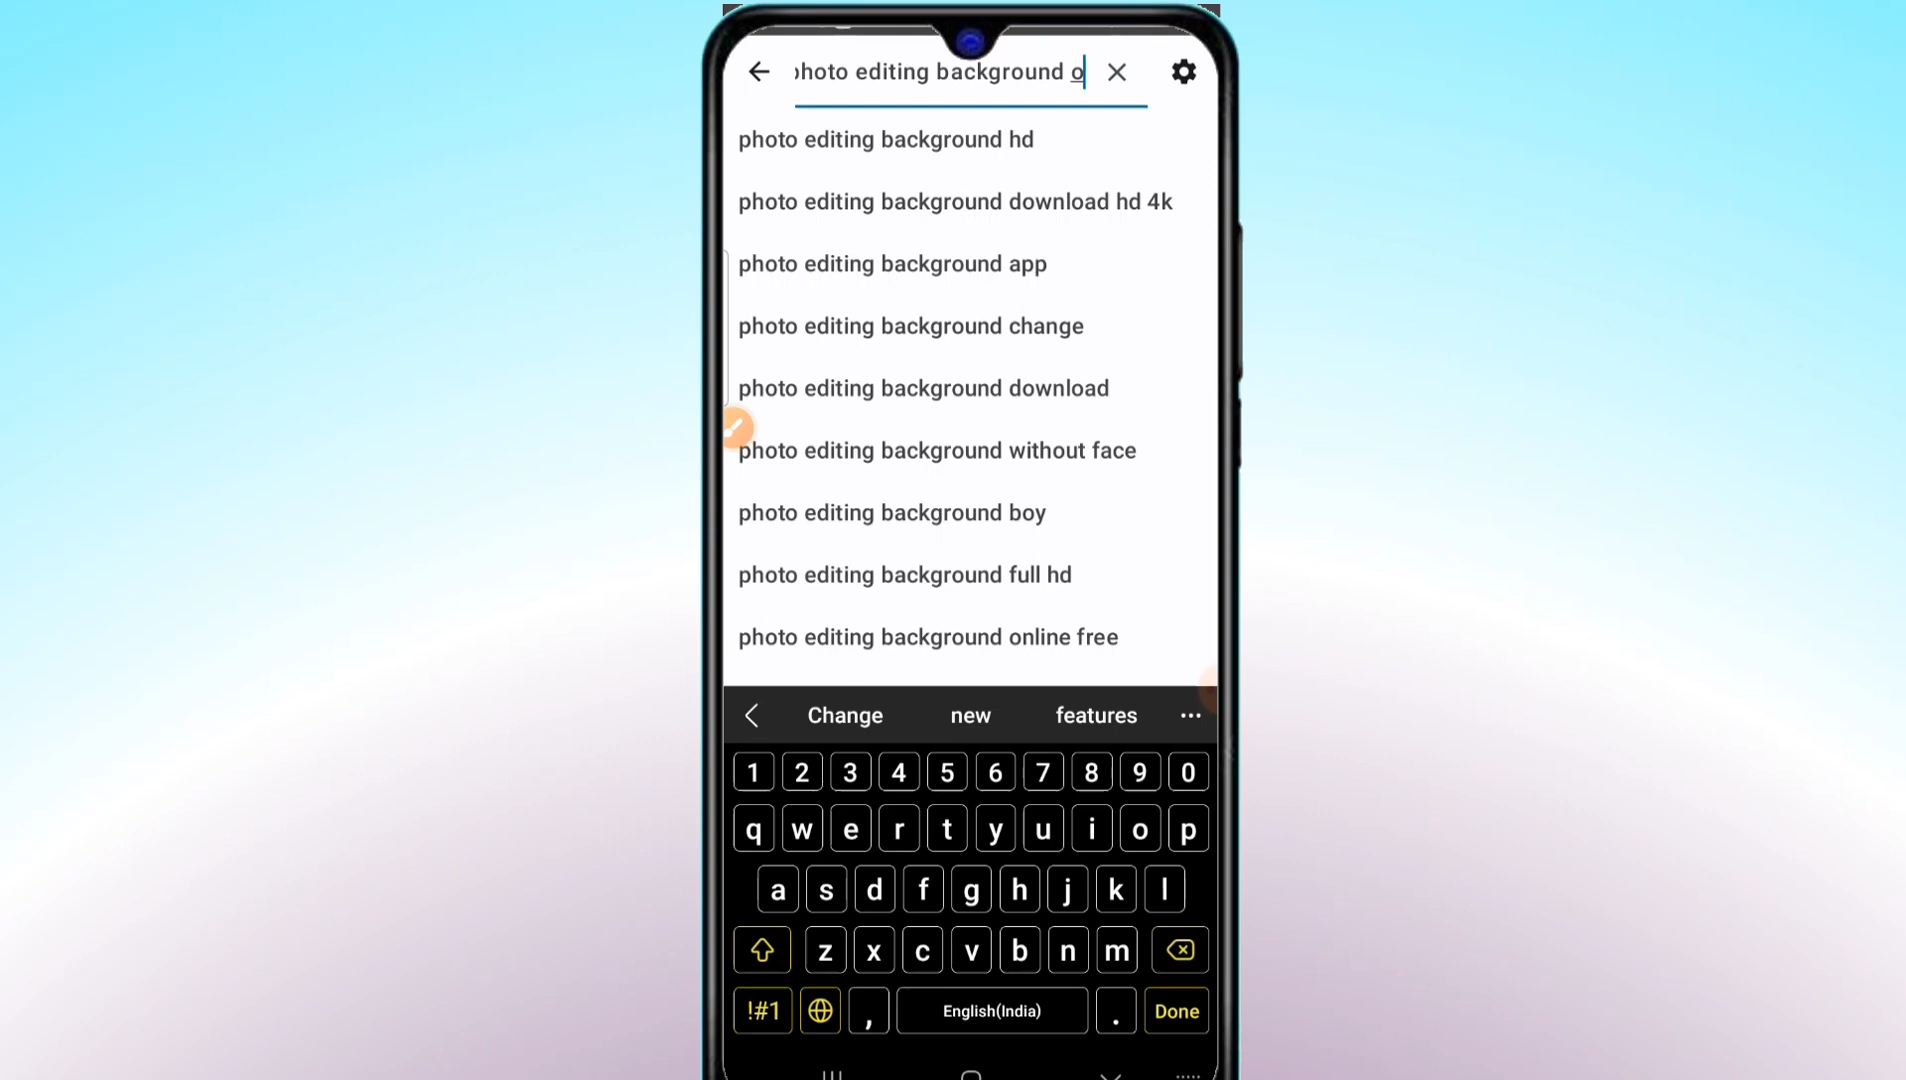 photo editing background o
photo editing background hd
photo editing background download hd 4k
photo editing background app
photo editing background change
photo editing background download
photo editing background without face
photo editing background boy
photo editing background full hd
photo editing background online free
Change new features
1 2 3 4 5 6 7 8 9 0
q w e r t y u i o p
a s d f g h j k l
z x c v b n m
!#1 , English(India) . Done